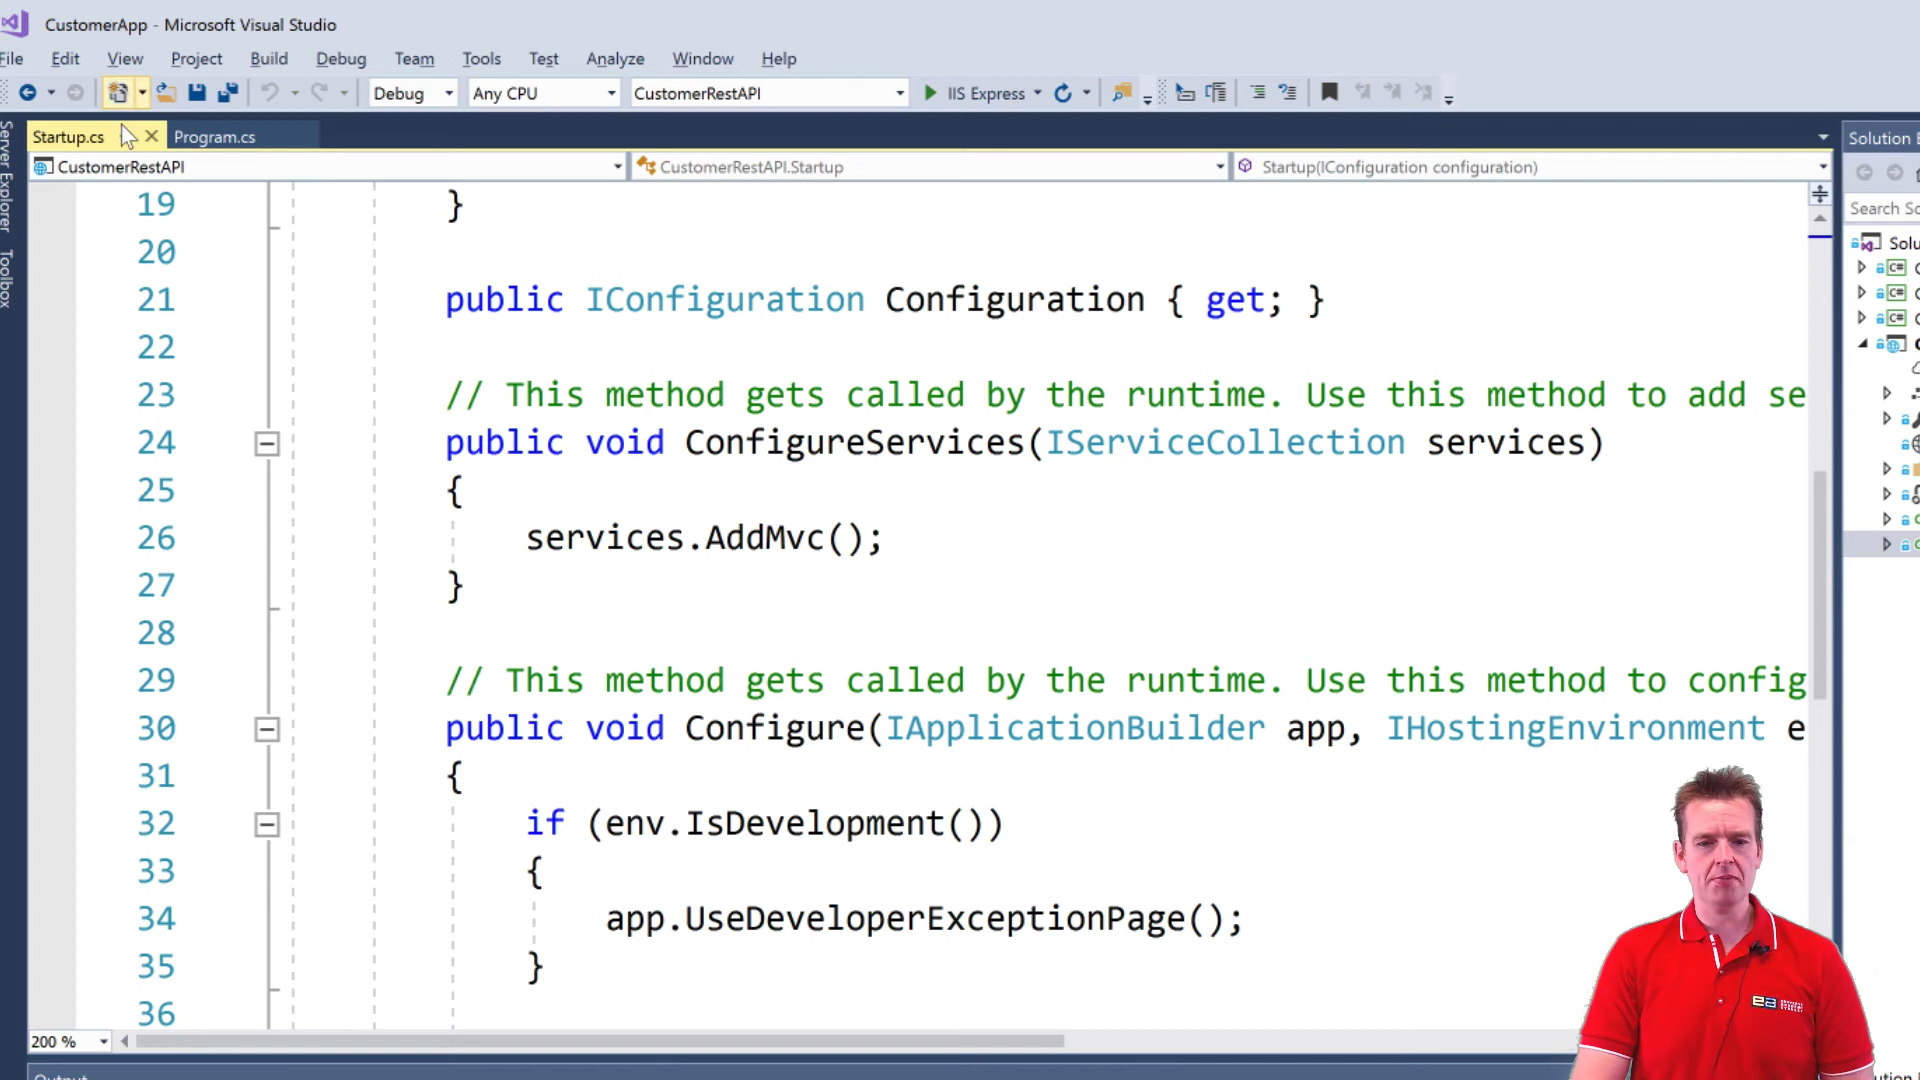 CustomerApp - Microsoft Visual Studio
File Edit View Project Build Debug Team Tools Test Analyze Window Help
Debug Any CPU CustomerRestAPI IIS Express
Startup.cs Program.cs
Solution
CustomerRestAPI CustomerRestAPI.Startup Startup(IConfiguration configuration)
Server Explorer
Toolbox
Search
19 }
20
21 public IConfiguration Configuration { get; }
22
23 // This method gets called by the runtime. Use this method to add se
24 public void ConfigureServices(IServiceCollection services)
25 {
26 services.AddMvc();
27 }
28
29 // This method gets called by the runtime. Use this method to config
30 public void Configure(IApplicationBuilder app, IHostingEnvironment e
31 {
32 if (env.IsDevelopment())
33 {
34 app.UseDeveloperExceptionPage();
35 }
36
200 %
Output
ea